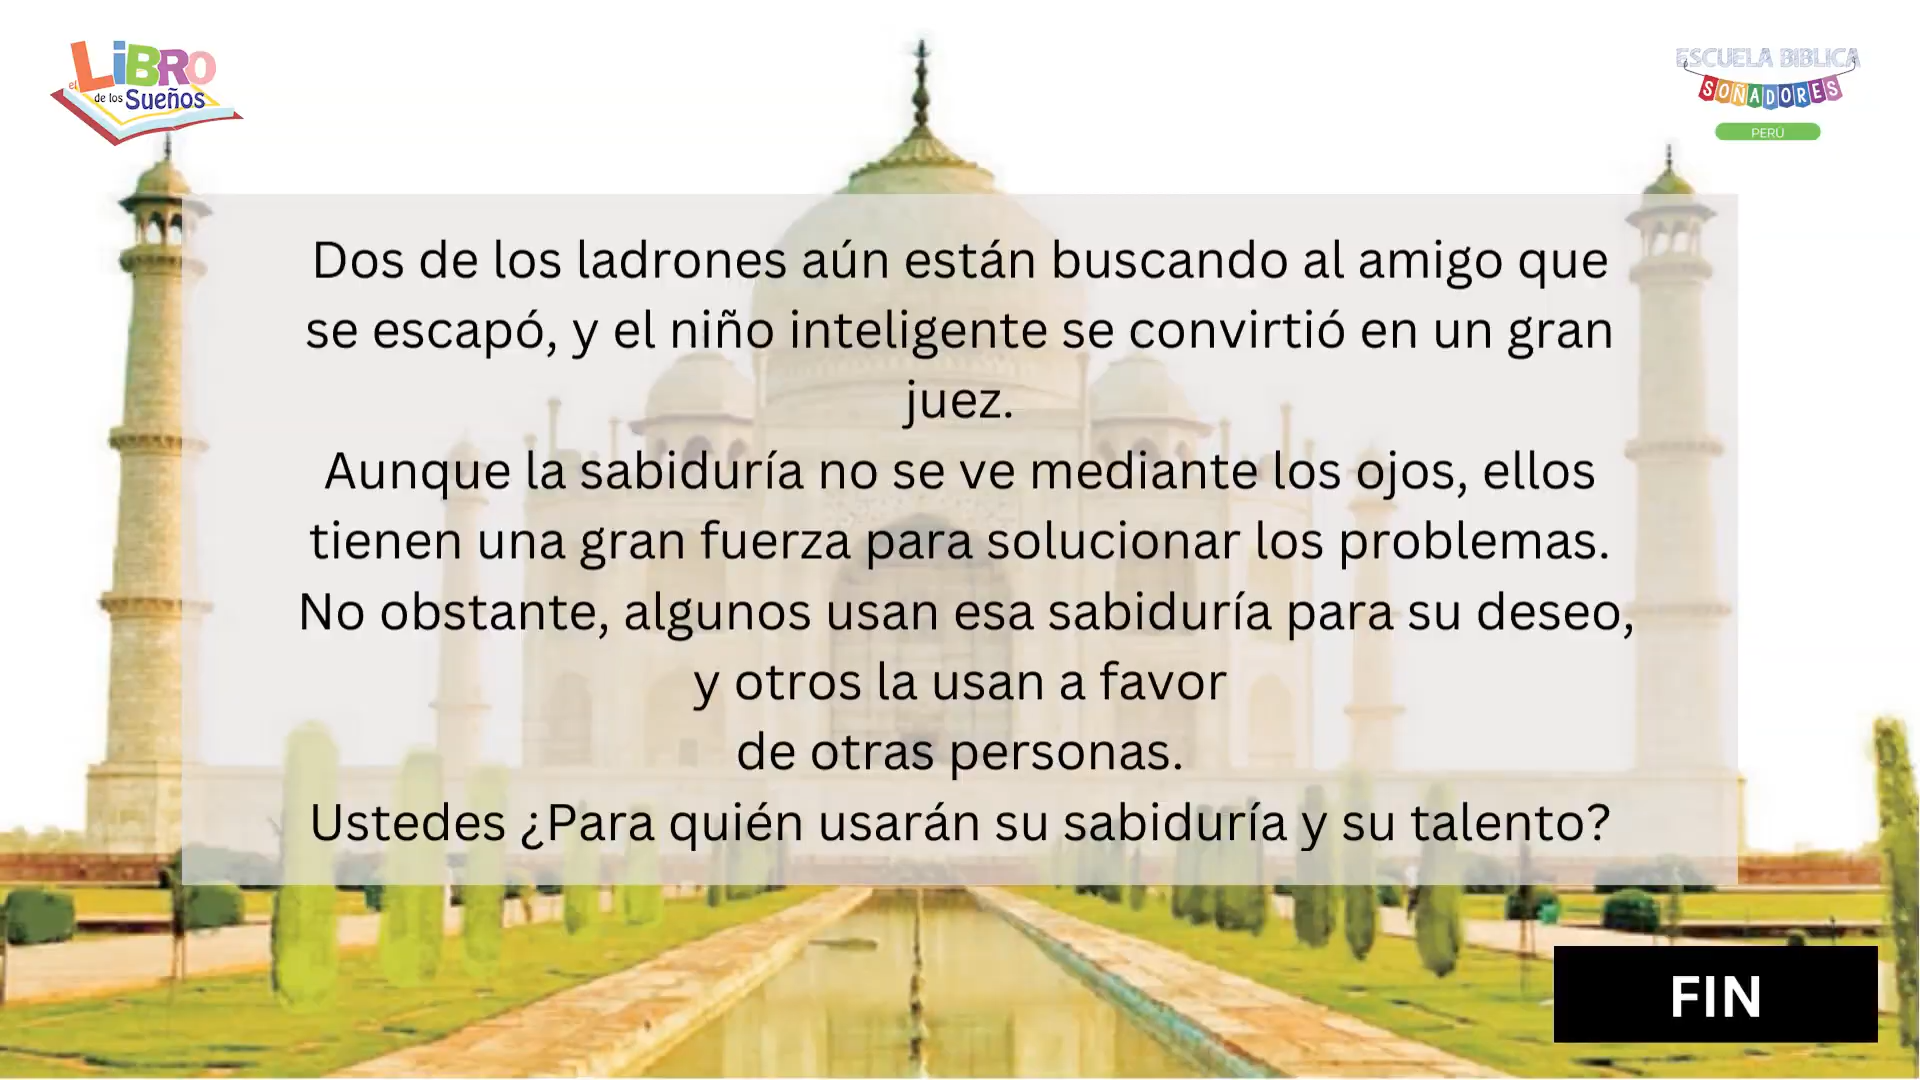 el LiBRO
de los Sueños
ESCUELA BIBLICA
SOÑADORES
PERÚ
Dos de los ladrones aún están buscando al amigo que
se escapó, y el niño inteligente se convirtió en un gran
juez.
Aunque la sabiduría no se ve mediante los ojos, ellos
tienen una gran fuerza para solucionar los problemas.
No obstante, algunos usan esa sabiduría para su deseo,
y otros la usan a favor
de otras personas.
Ustedes ¿Para quién usarán su sabiduría y su talento?
FIN